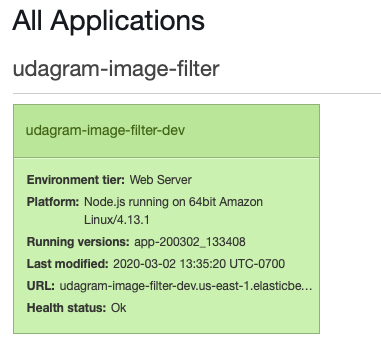 All Applications
udagram-image-filter
udagram-image-filter-dev
Environment tier: Web Server
Platform: Node.js running on 64bit Amazon
Linux/4.13.1
Running versions: app-200302_133408
Last modified: 2020-03-02 13:35:20 UTC-0700
URL: udagram-image-filter-dev.us-east-1.elasticbe...
Health status: Ok